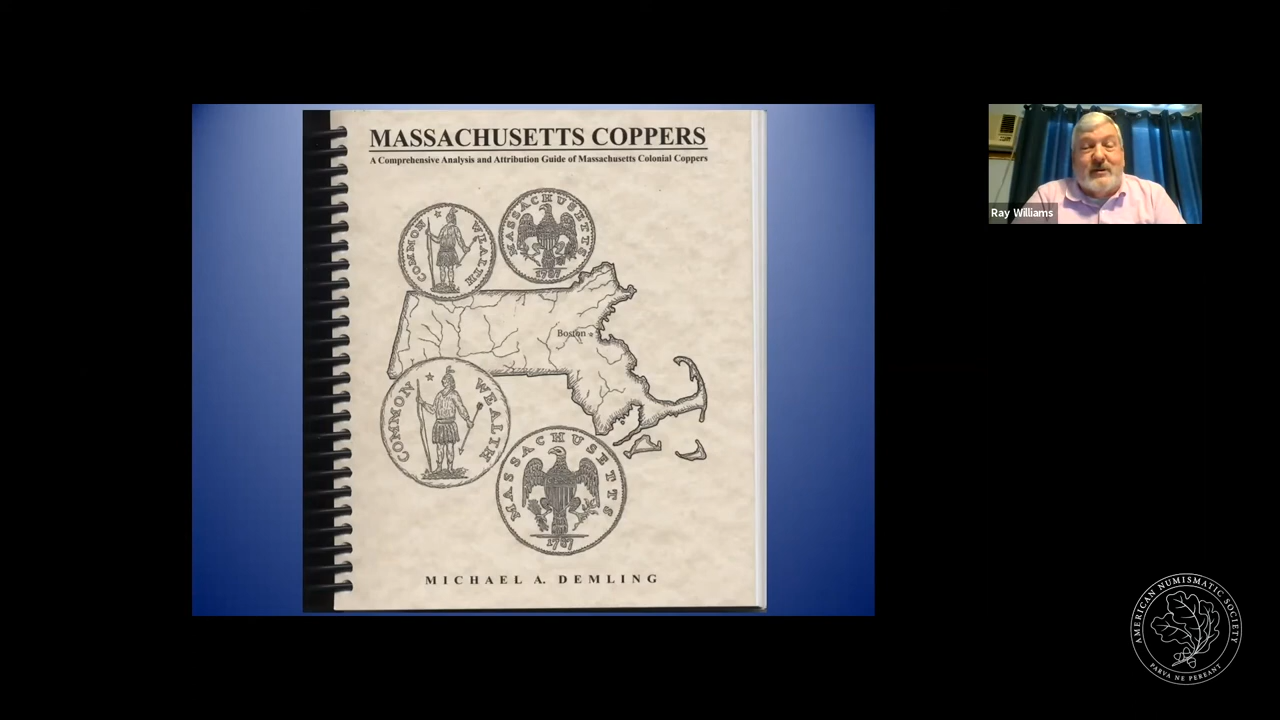 MASSACHUSETTS COPPERS
A Comprehensive Analysis and Attribution Guide of Massachusetts Colonial Coppers
COMMON WEALTH
MASSACHUSETTS
1787
Boston
COMMON WEALTH
MASSACHUSETTS
1787
MICHAEL A. DEMLING
Ray Williams
AMERICAN NUMISMATIC SOCIETY
PARVA NE PEREANT